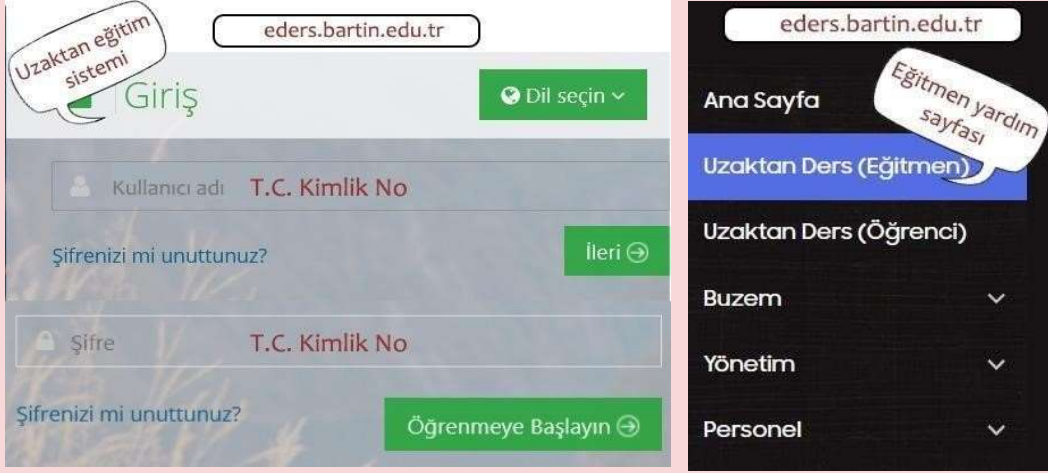 eders.bartin.edu.tr
Uzaktan eğitim
sistemi
Giriş
Dil seçin
Kullanıcı adı T.C. Kimlik No
Şifrenizi mi unuttunuz?
İleri
Şifre T.C. Kimlik No
Şifrenizi mi unuttunuz?
Öğrenmeye Başlayın
eders.bartin.edu.tr
Eğitmen yardım
sayfası
Ana Sayfa
Uzaktan Ders (Eğitmen)
Uzaktan Ders (Öğrenci)
Buzem
Yönetim
Personel